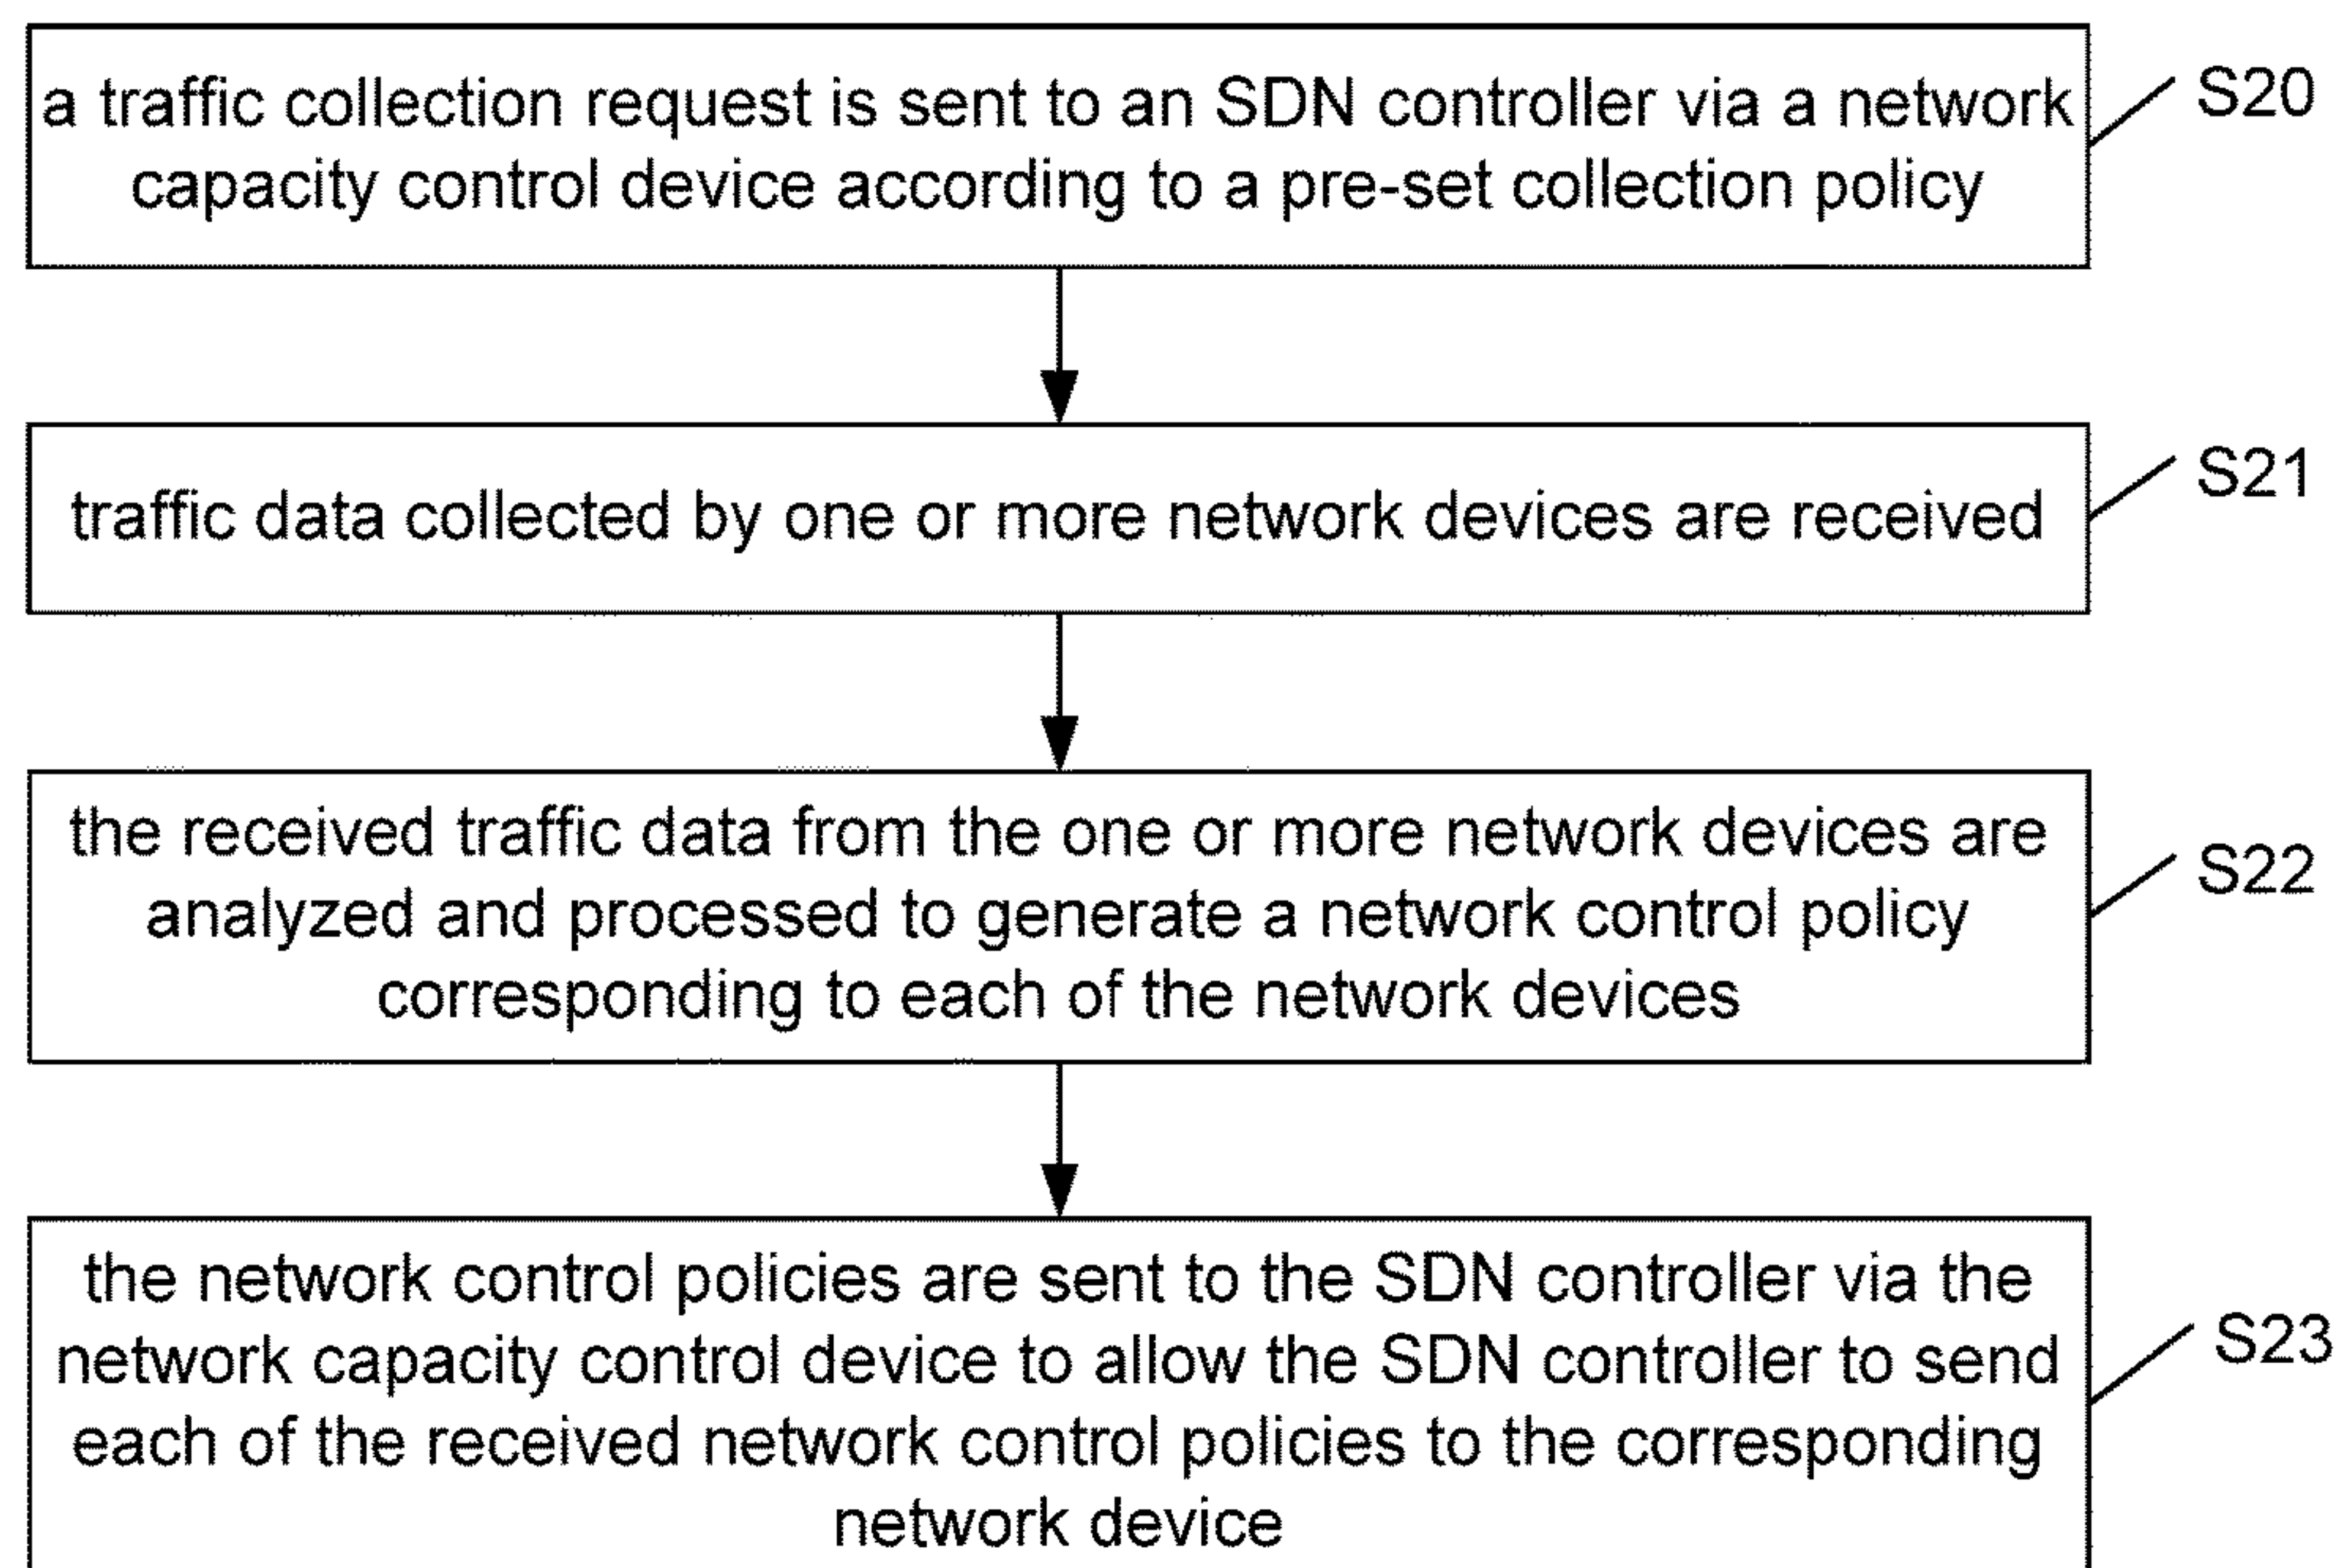 a traffic collection request is sent to an SDN controller via a network
capacity control device according to a pre-set collection policy
S20
traffic data collected by one or more network devices are received
S21
the received traffic data from the one or more network devices are
analyzed and processed to generate a network control policy
corresponding to each of the network devices
S22
the network control policies are sent to the SDN controller via the
network capacity control device to allow the SDN controller to send
each of the received network control policies to the corresponding
network device
S23